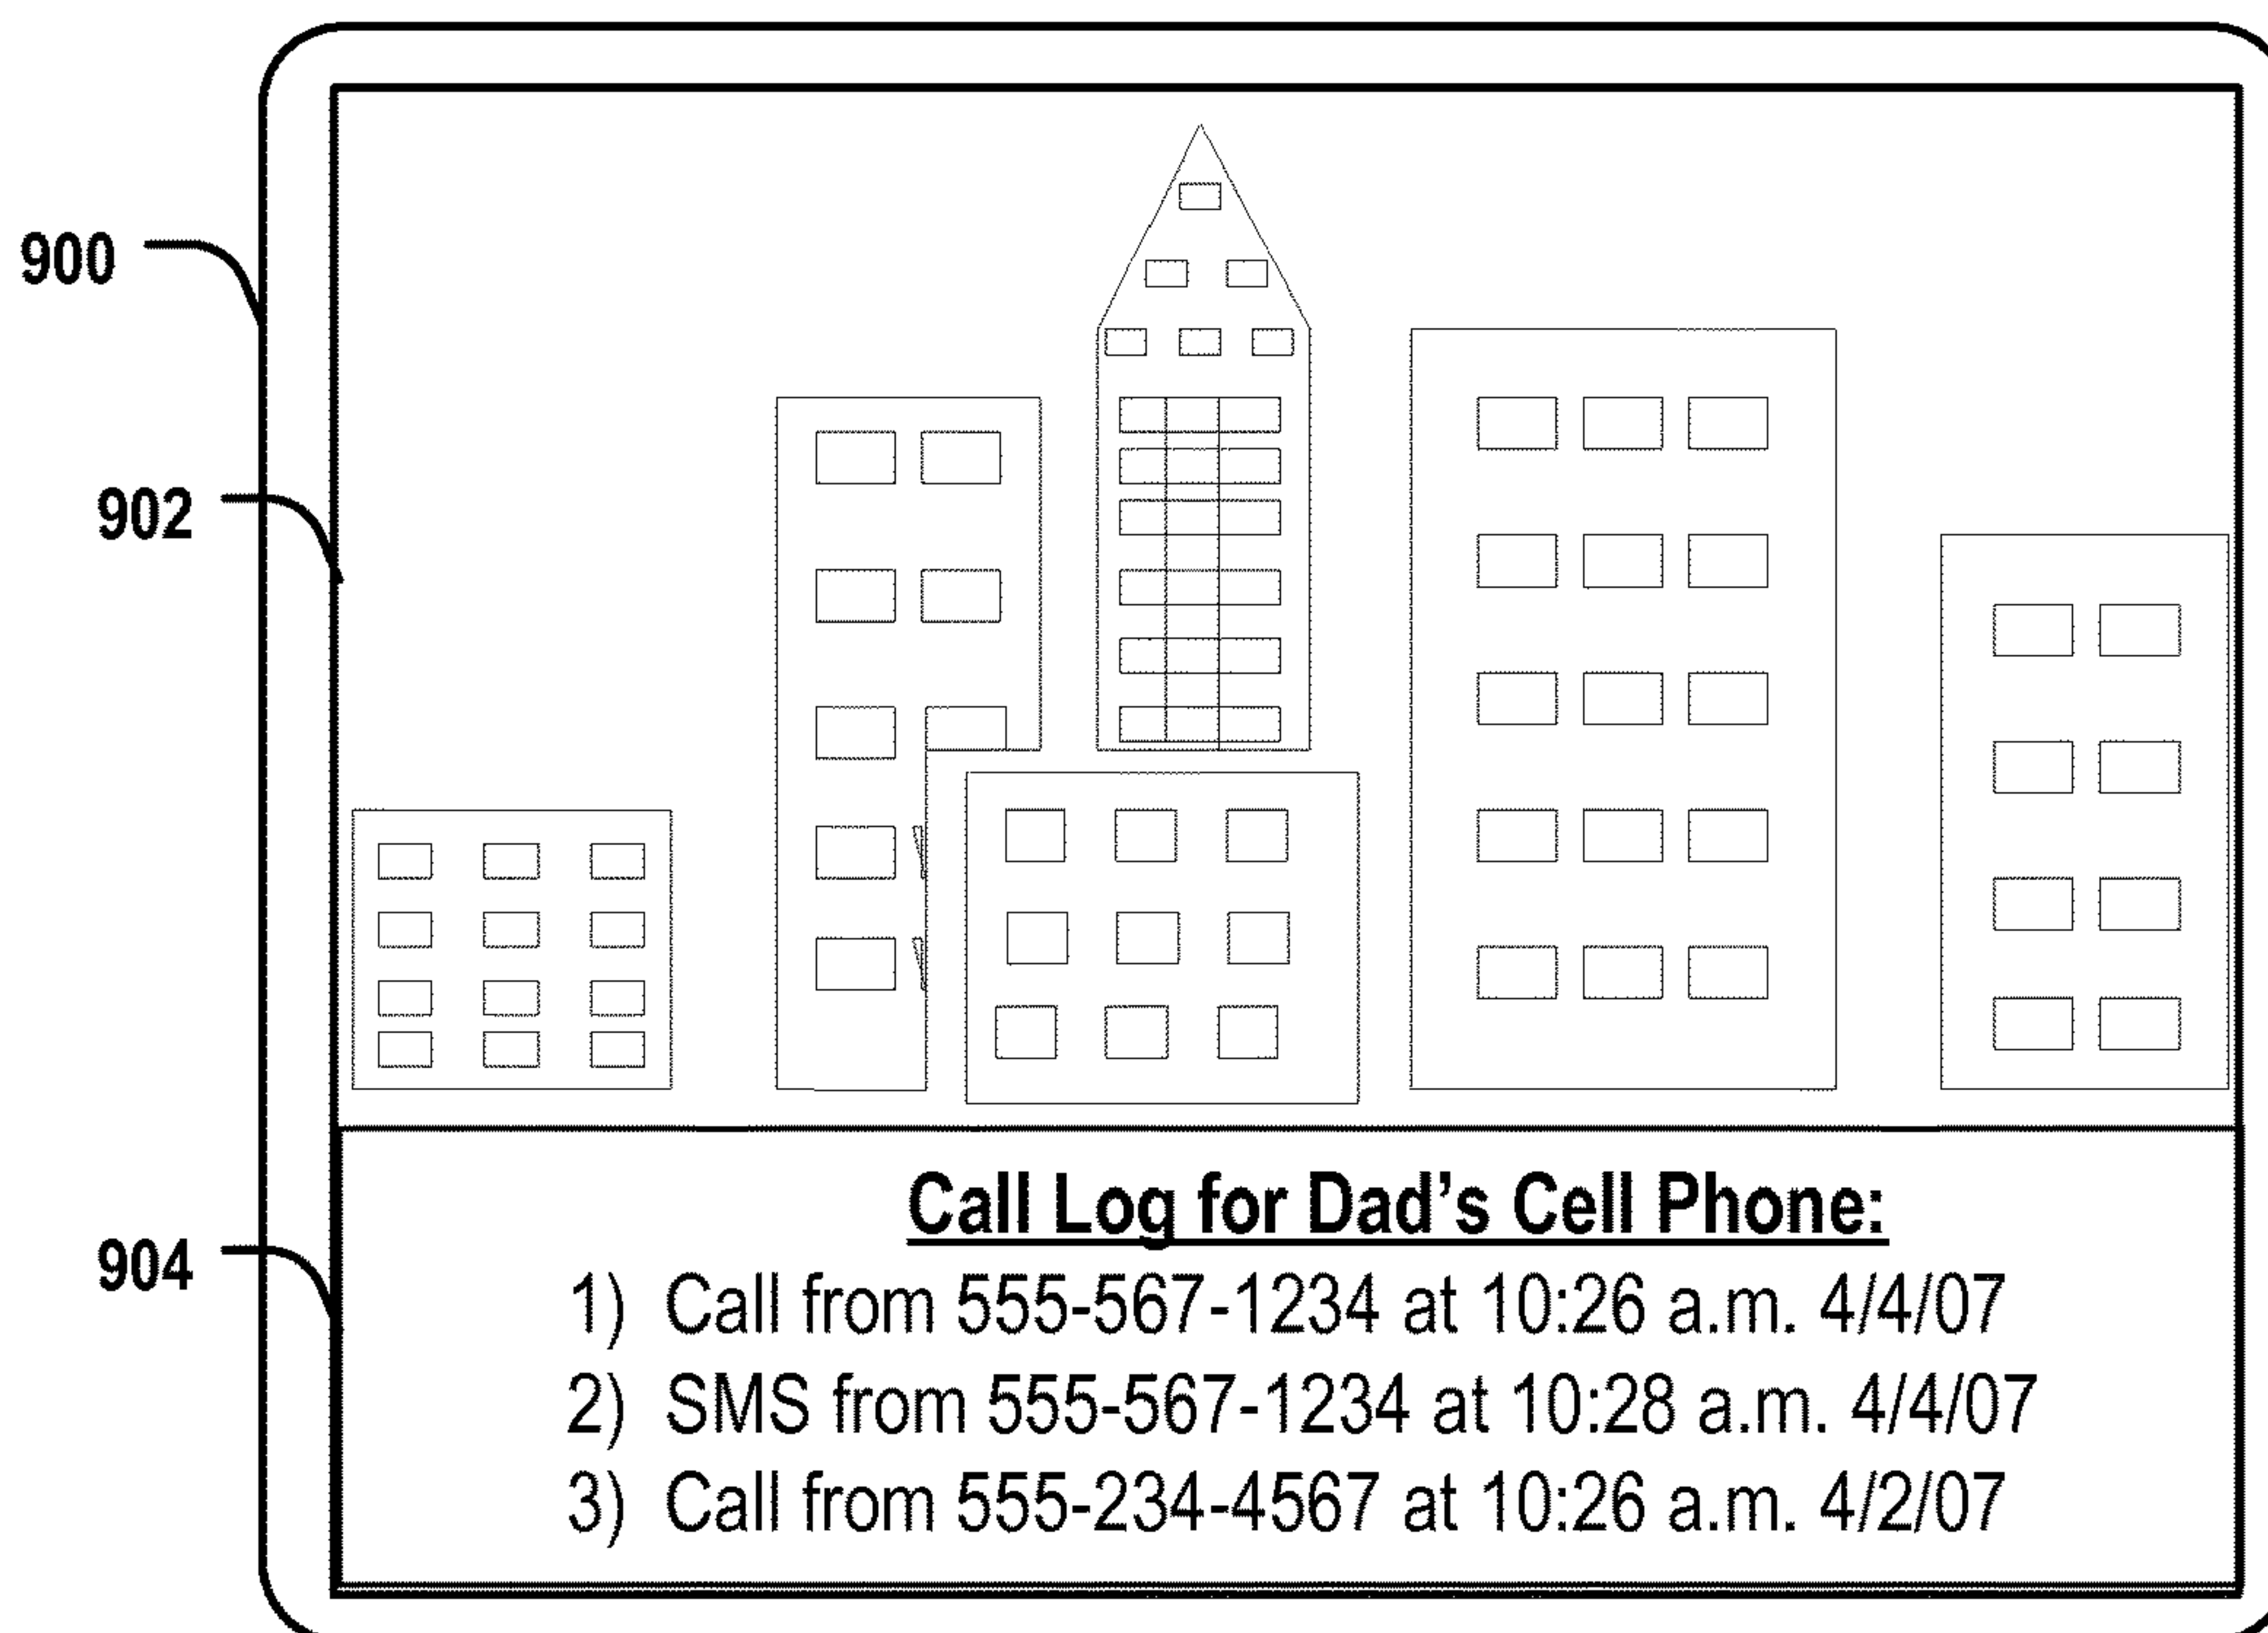 900
902
Call Log for Dad's Cell Phone:
904
1) Call from 555-567-1234 at 10:26 a.m. 4/4/07
2) SMS from 555-567-1234 at 10:28 a.m. 4/4/07
3) Call from 555-234-4567 at 10:26 a.m. 4/2/07